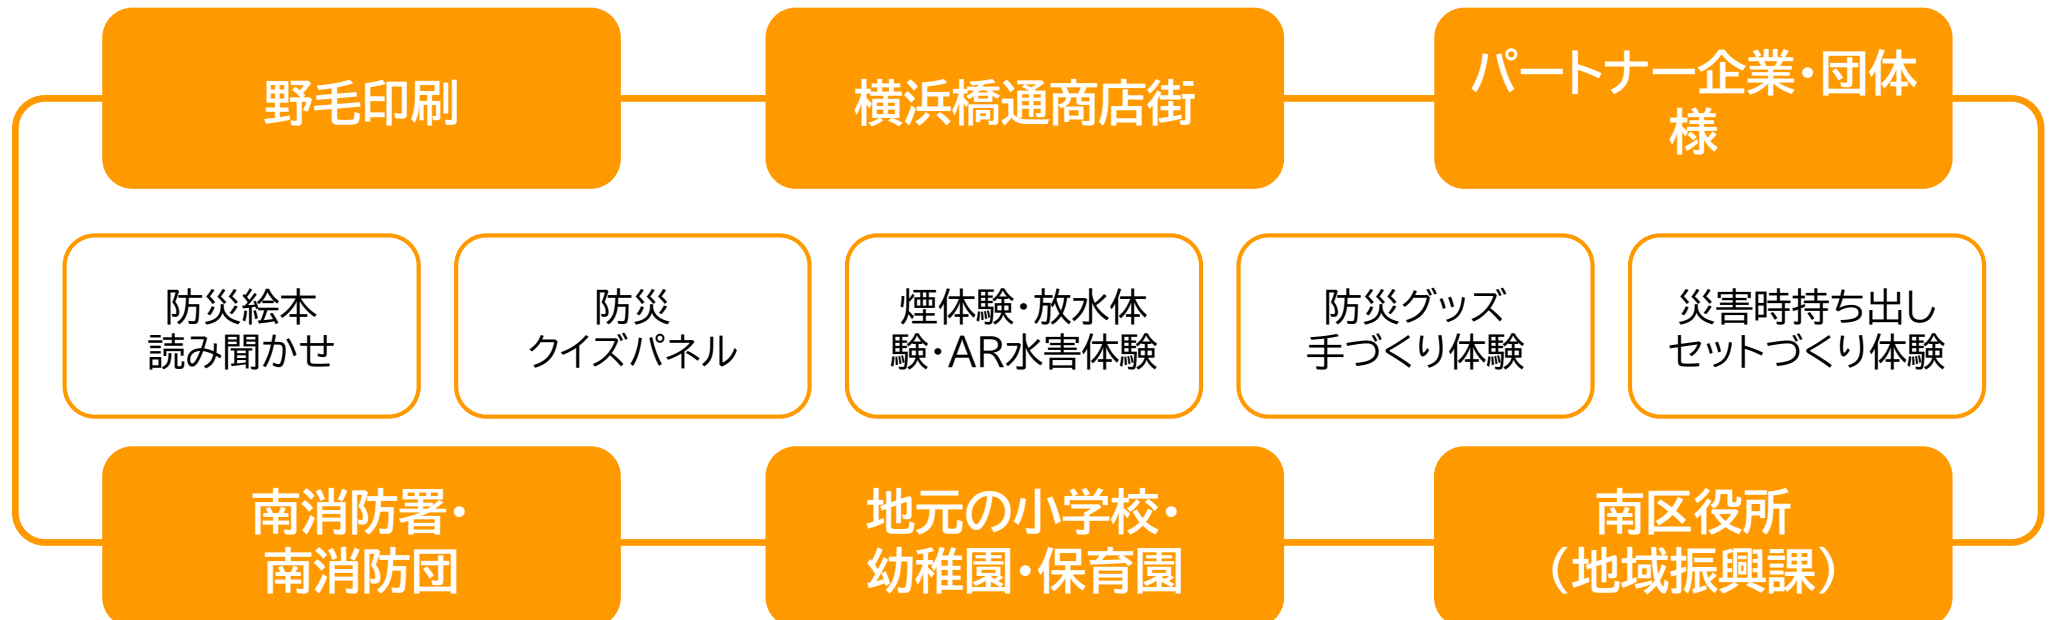 野毛印刷
横浜橋通商店街
パートナー企業・団体
様
防災絵本
読み聞かせ
防災
クイズパネル
煙体験・放水体
験・AR水害体験
防災グッズ
手づくり体験
災害時持ち出し
セットづくり体験
南消防署・
南消防団
地元の小学校・
幼稚園・保育園
南区役所
（地域振興課）